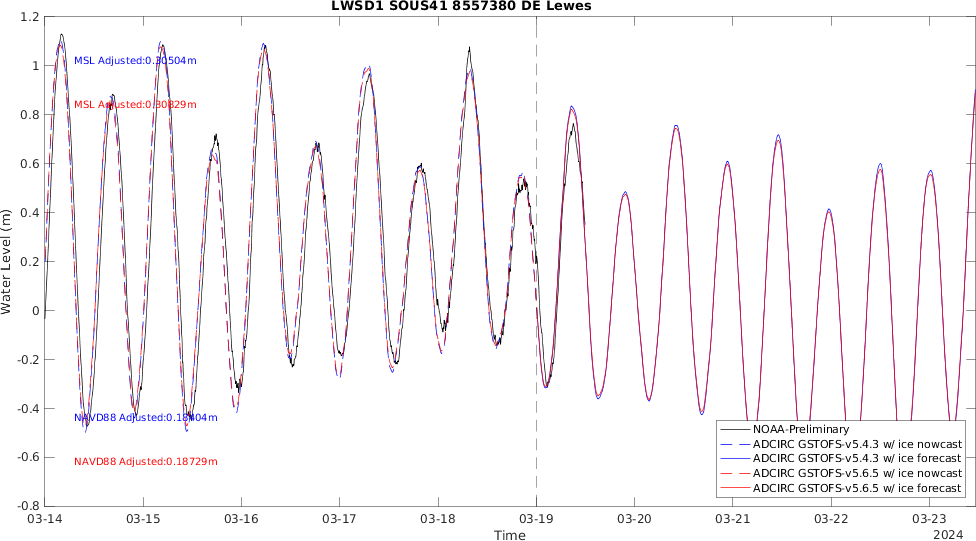 LWSD1 SOUS41 8557380 DE Lewes
1.2
1
0.8
0.6
0.4
0.2
0
-0.2
-0.4
-0.6
-0.8
Water Level (m)
MSL Adjusted:0.30504m
MSL Adjusted:0.30829m
NAVD88 Adjusted:0.18404m
NAVD88 Adjusted:0.18729m
NOAA-Preliminary
ADCIRC GSTOFS-v5.4.3 w/ ice nowcast
ADCIRC GSTOFS-v5.4.3 w/ ice forecast
ADCIRC GSTOFS-v5.6.5 w/ ice nowcast
ADCIRC GSTOFS-v5.6.5 w/ ice forecast
03-14 03-15 03-16 03-17 03-18 03-19 03-20 03-21 03-22 03-23
Time
2024